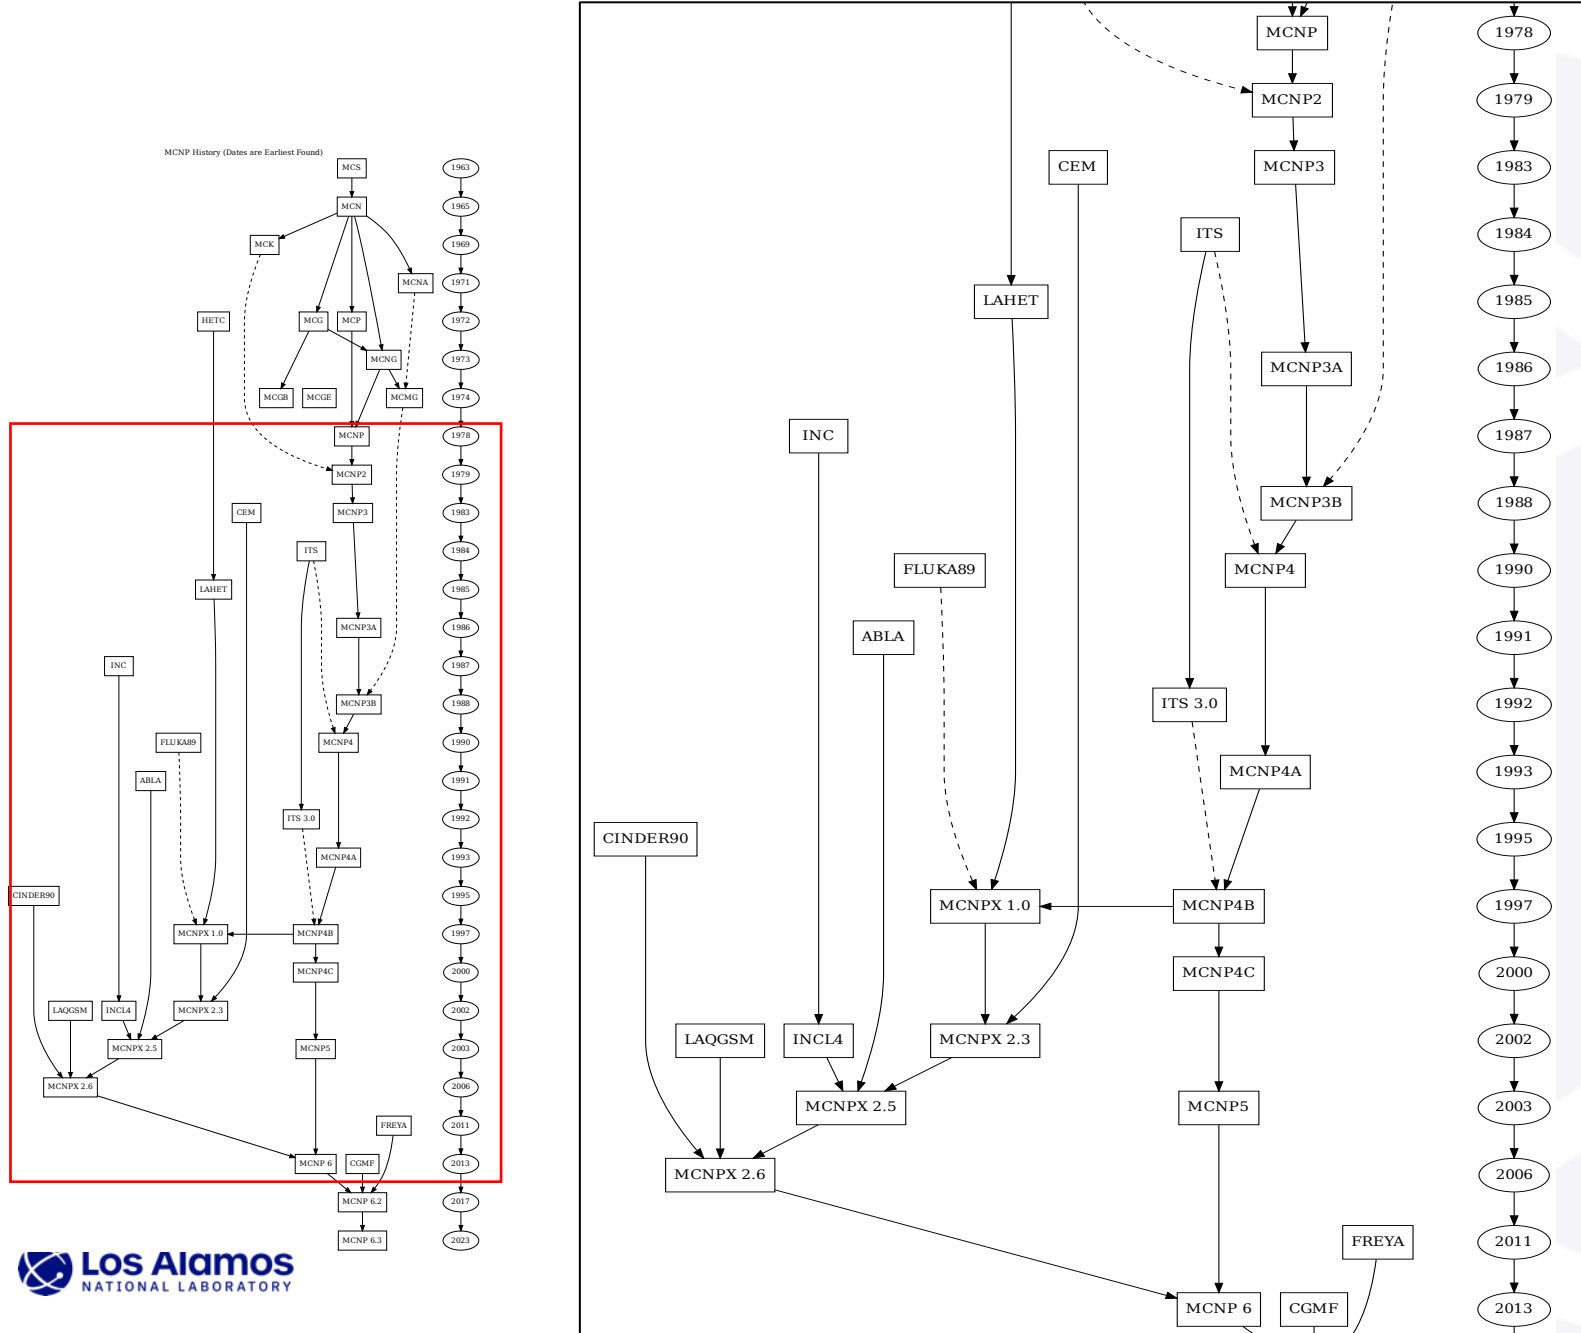 MCNP History (Dates are Earliest Found)
MCS
1963
MCN
1965
MCK
1969
MCNA
1971
HETC
MCG
MCP
1972
MCNG
1973
MCGB
MCGE
MCMG
1974
MCNP
1978
MCNP2
1979
CEM
MCNP3
1983
ITS
1984
LAHET
1985
MCNP3A
1986
INC
1987
MCNP3B
1988
FLUKA89
MCNP4
1990
ABLA
1991
ITS 3.0
1992
MCNP4A
1993
CINDER90
1995
MCNPX 1.0
MCNP4B
1997
MCNP4C
2000
LAQGSM
INCL4
MCNPX 2.3
2002
MCNPX 2.5
MCNP5
2003
MCNPX 2.6
2006
FREYA
2011
MCNP 6
CGMF
2013
MCNP 6.2
2017
MCNP 6.3
2023
Los Alamos
NATIONAL LABORATORY
MCNP
1978
MCNP2
1979
CEM
MCNP3
1983
ITS
1984
LAHET
1985
MCNP3A
1986
INC
1987
MCNP3B
1988
FLUKA89
MCNP4
1990
ABLA
1991
ITS 3.0
1992
MCNP4A
1993
CINDER90
1995
MCNPX 1.0
MCNP4B
1997
MCNP4C
2000
LAQGSM
INCL4
MCNPX 2.3
2002
MCNPX 2.5
MCNP5
2003
MCNPX 2.6
2006
FREYA
2011
MCNP 6
CGMF
2013